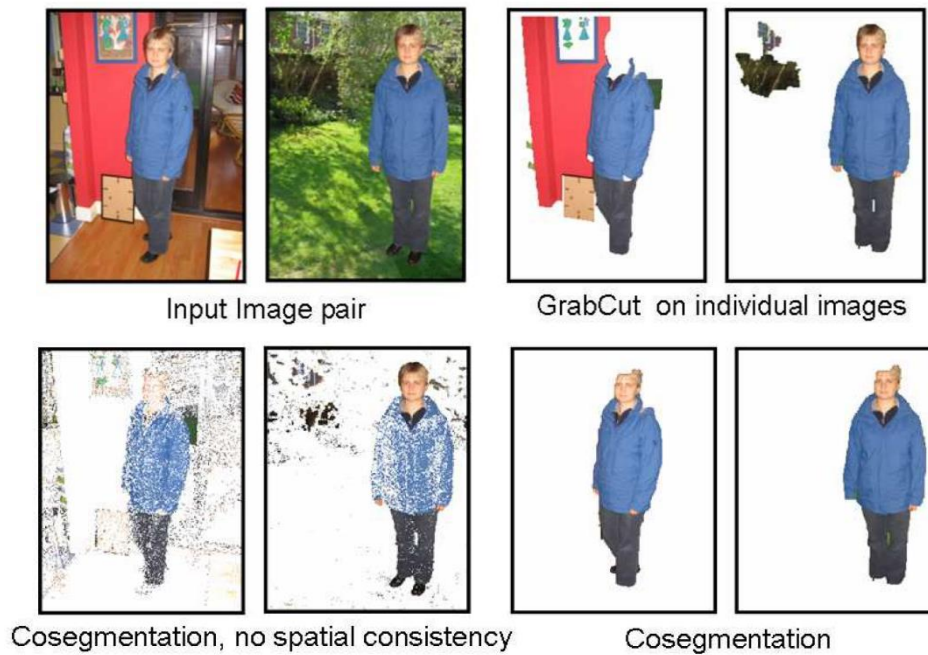 Input Image pair
GrabCut on individual images
Cosegmentation, no spatial consistency
Cosegmentation